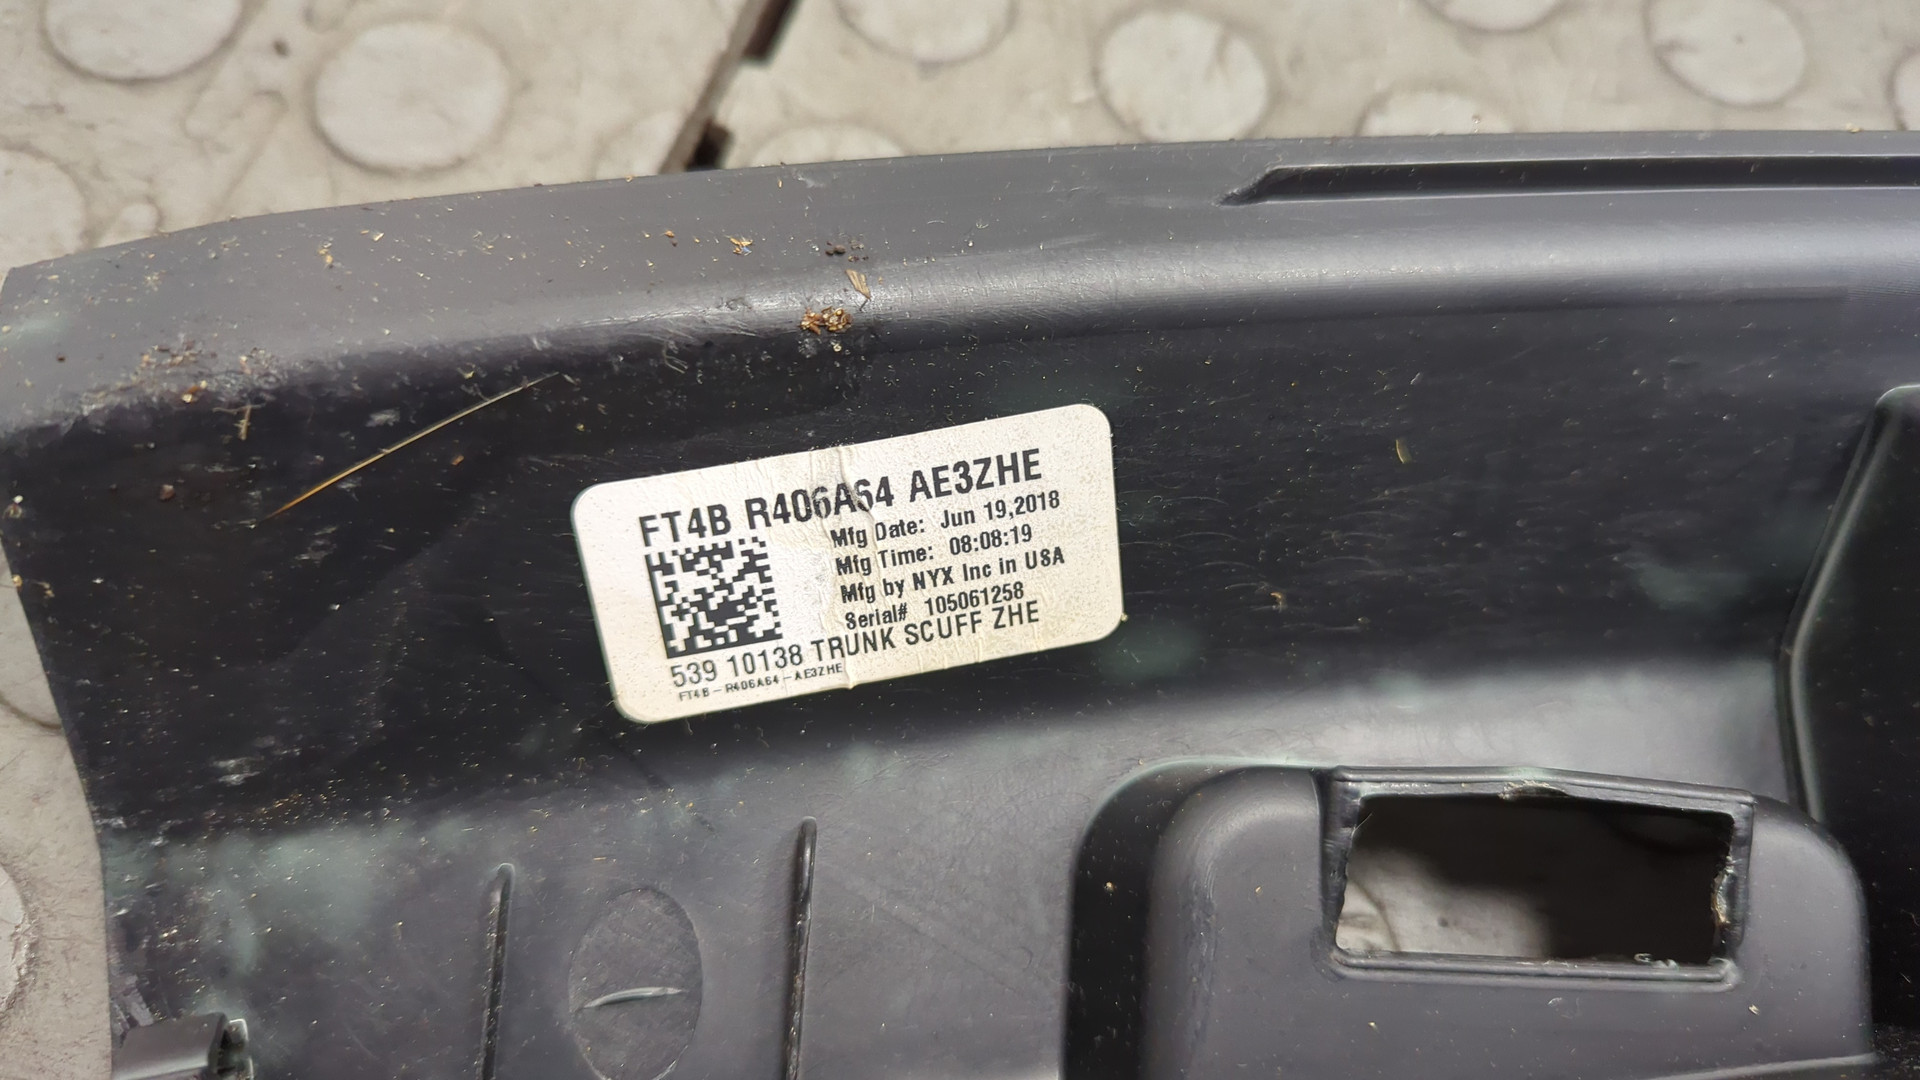 FT4B R406A64 AE3ZHE
Mfg Date: Jun 19,2018
Mfg Time: 08:08:19
Mfg by NYX Inc in USA
Serial# 105061258
539 10138 TRUNK SCUFF ZHE
FT4B-R406A64-AE3ZHE